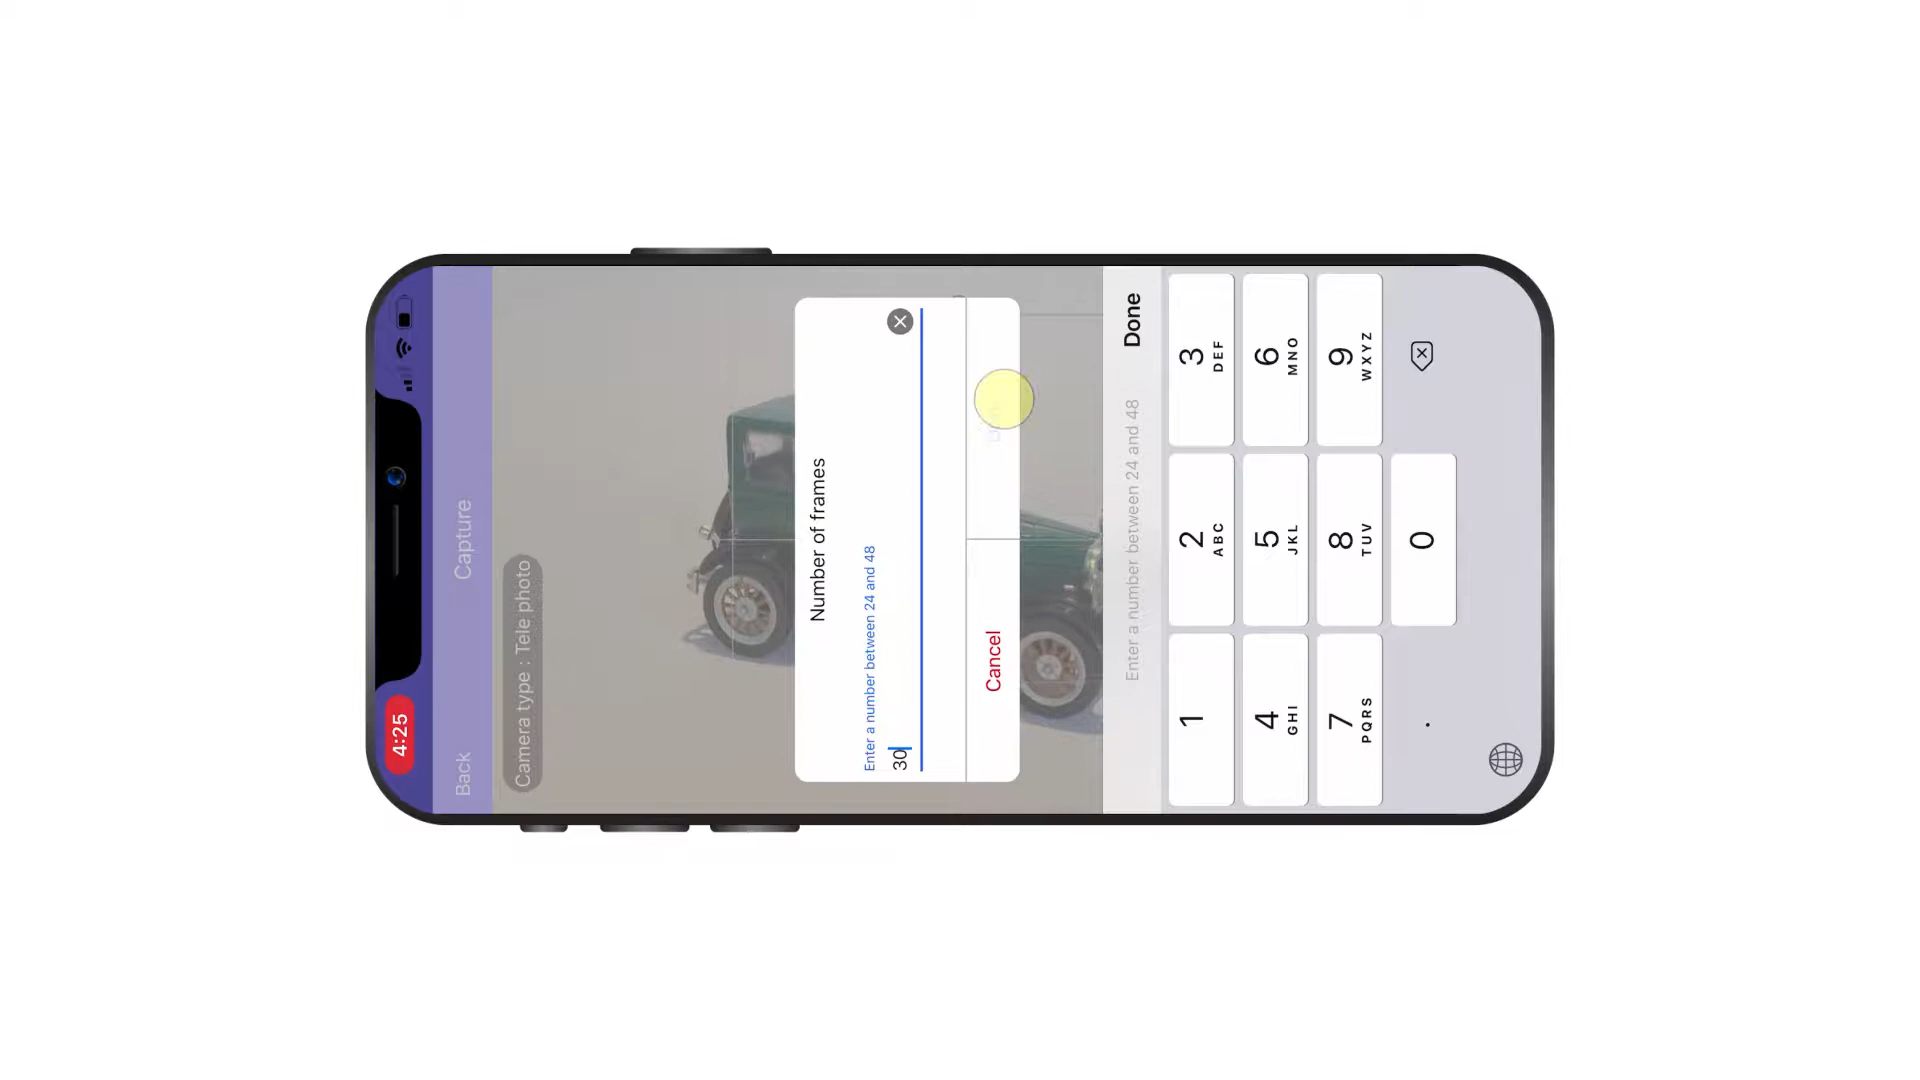 4:25
Back
Capture
Camera type : Tele photo
Number of frames
Enter a number between 24 and 48
30
Cancel
Enter a number between 24 and 48
Done
1
2
ABC
3
DEF
4
GHI
5
JKL
6
MNO
7
PQRS
8
TUV
9
WXYZ
.
0